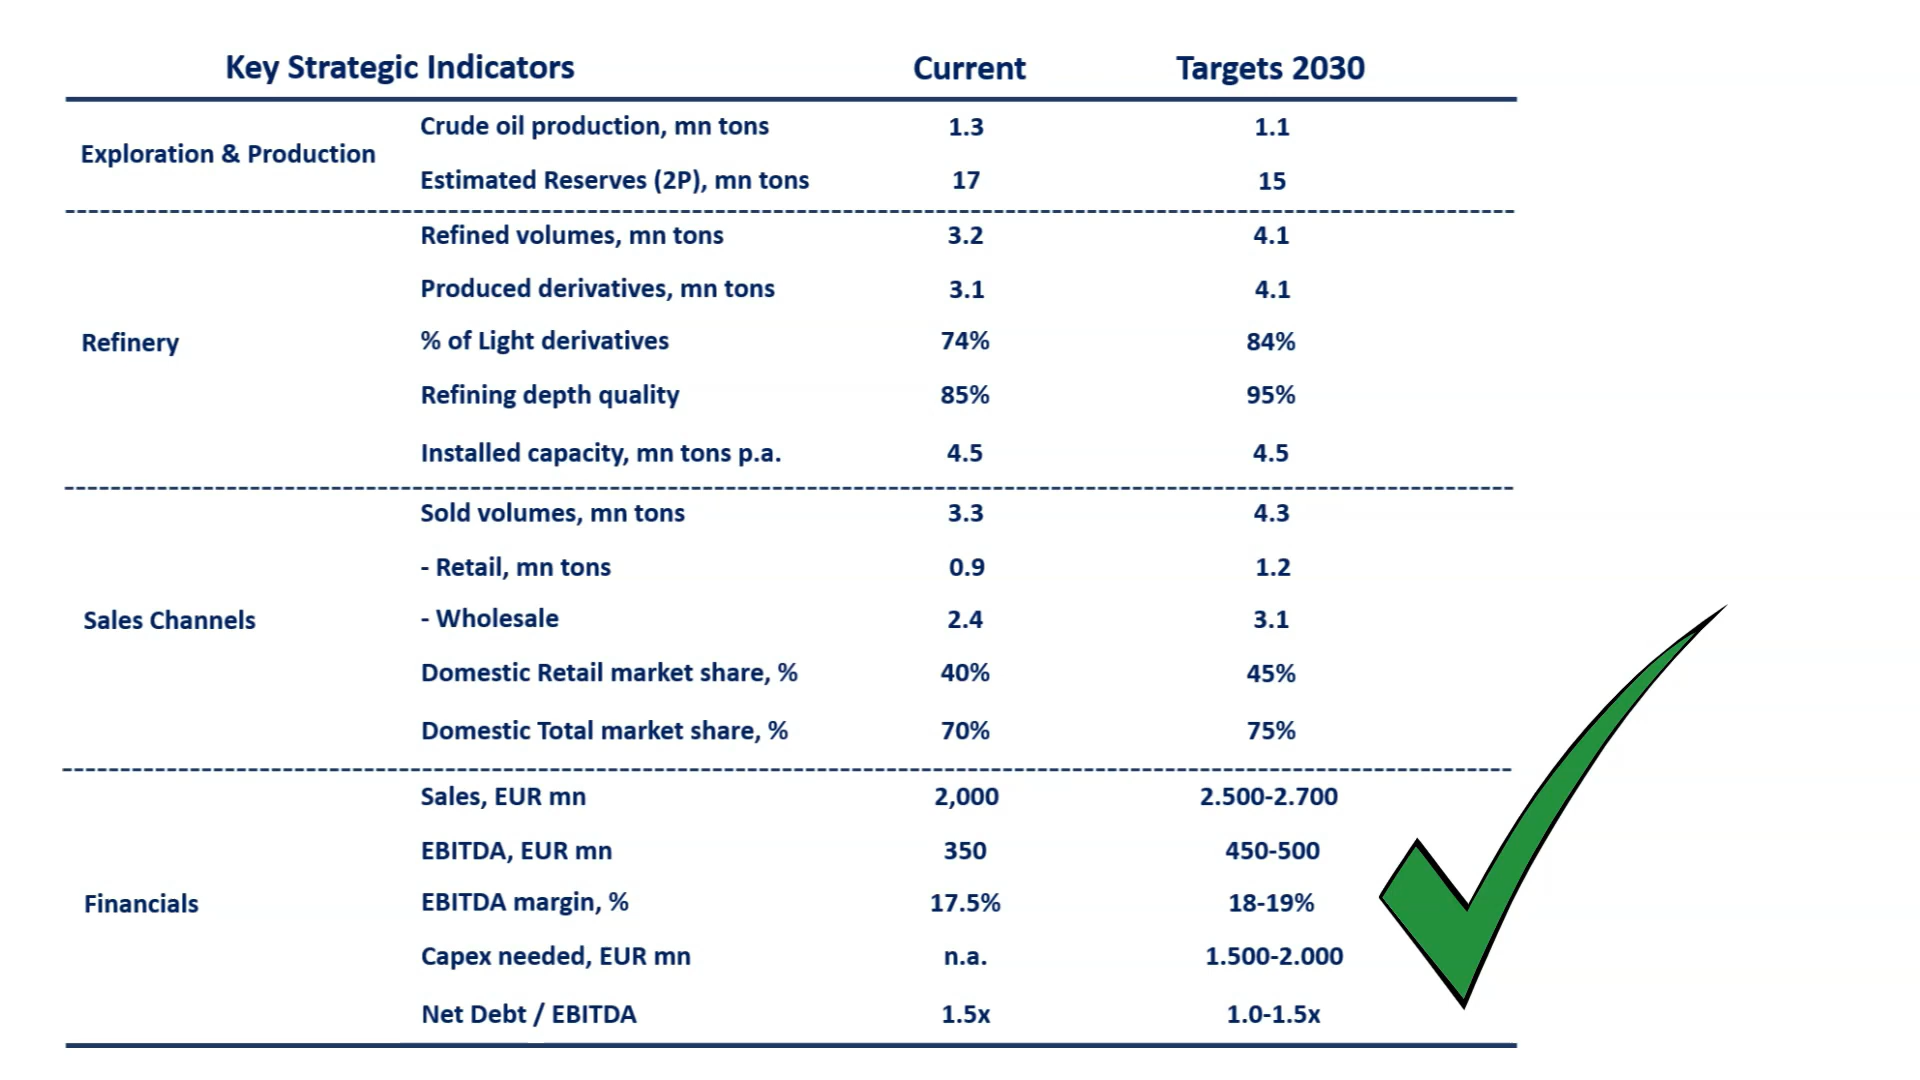 Key Strategic Indicators Current Targets 2030
Exploration & Production
Crude oil production, mn tons 1.3 1.1
Estimated Reserves (2P), mn tons 17 15
Refinery
Refined volumes, mn tons 3.2 4.1
Produced derivatives, mn tons 3.1 4.1
% of Light derivatives 74% 84%
Refining depth quality 85% 95%
Installed capacity, mn tons p.a. 4.5 4.5
Sales Channels
Sold volumes, mn tons 3.3 4.3
- Retail, mn tons 0.9 1.2
- Wholesale 2.4 3.1
Domestic Retail market share, % 40% 45%
Domestic Total market share, % 70% 75%
Financials
Sales, EUR mn 2,000 2.500-2.700
EBITDA, EUR mn 350 450-500
EBITDA margin, % 17.5% 18-19%
Capex needed, EUR mn n.a. 1.500-2.000
Net Debt / EBITDA 1.5x 1.0-1.5x